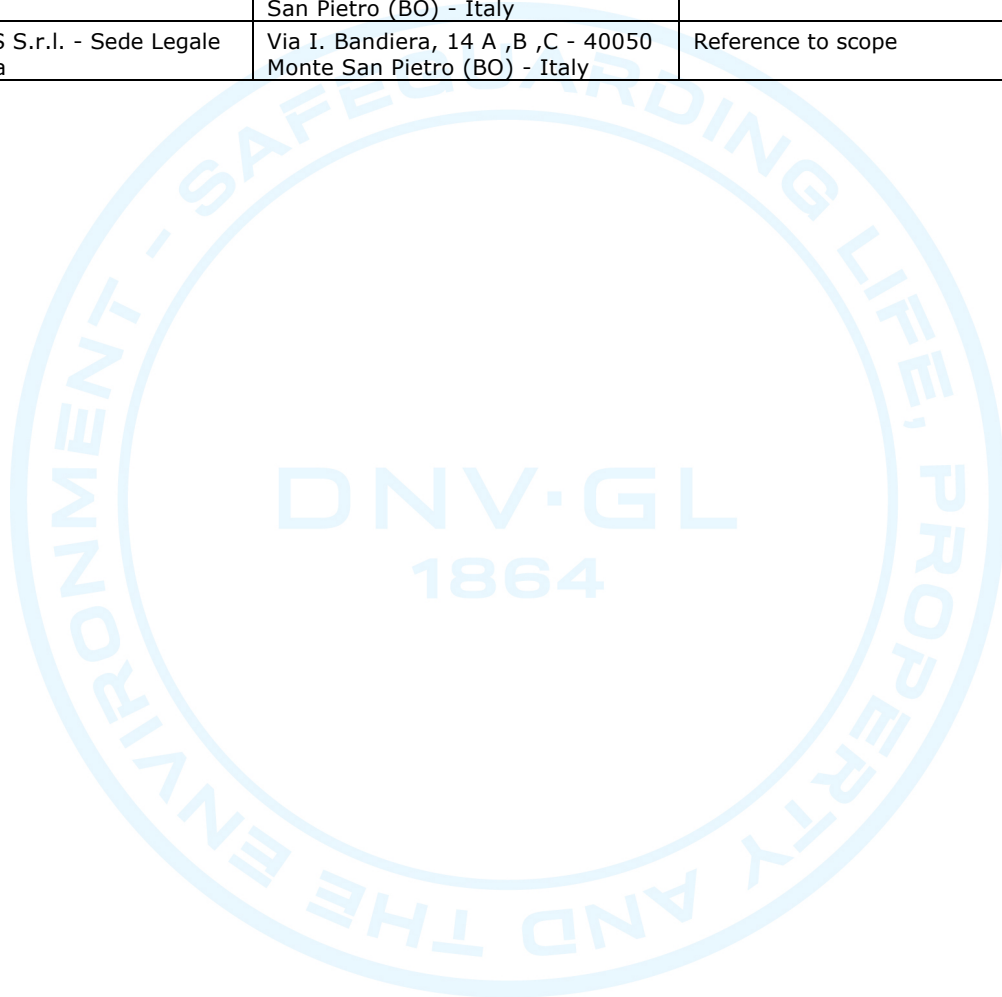 San Pietro (BO) - Italy
S S.r.l. - Sede Legale
a
Via I. Bandiera, 14 A ,B ,C - 40050
Monte San Pietro (BO) - Italy
Reference to scope
SAFEGUARDING LIFE, PROPERTY AND THE ENVIRONMENT -
DNV·GL
1864